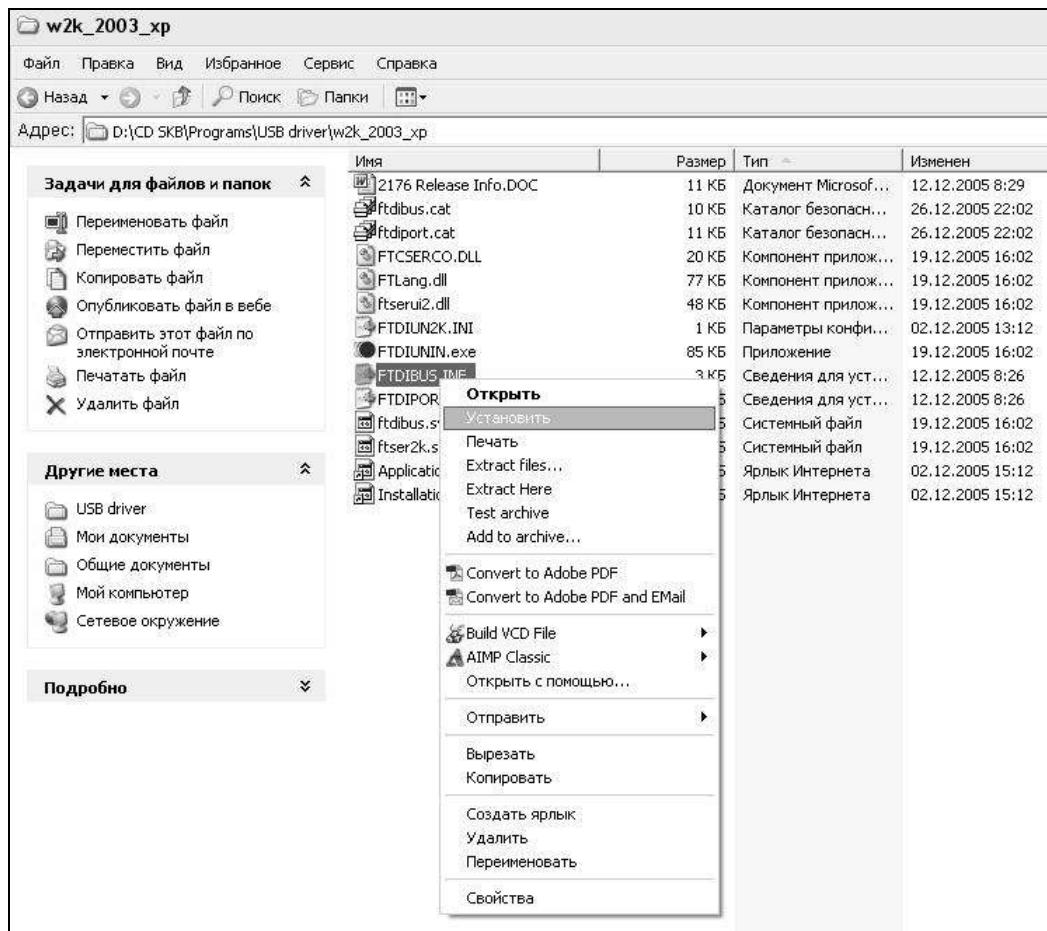 w2k_2003_xp
Файл Правка Вид Избранное Сервис Справка
Назад Поиск Папки
Адрес: D:\CD SKB\Programs\USB driver\w2k_2003_xp
Задачи для файлов и папок
Переименовать файл
Переместить файл
Копировать файл
Опубликовать файл в вебе
Отправить этот файл по
электронной почте
Печатать файл
Удалить файл
Другие места
USB driver
Мои документы
Общие документы
Мой компьютер
Сетевое окружение
Подробно
Имя Размер Тип Изменен
2176 Release Info.DOC 11 КБ Документ Microsof... 12.12.2005 8:29
ftdibus.cat 10 КБ Каталог безопасн... 26.12.2005 22:02
ftdiport.cat 11 КБ Каталог безопасн... 26.12.2005 22:02
FTCSERCO.DLL 20 КБ Компонент прилож... 19.12.2005 16:02
FTLang.dll 77 КБ Компонент прилож... 19.12.2005 16:02
ftserui2.dll 48 КБ Компонент прилож... 19.12.2005 16:02
FTDIUN2K.INI 1 КБ Параметры конфи... 02.12.2005 13:12
FTDIUNIN.exe 85 КБ Приложение 19.12.2005 16:02
FTDIBUS.INF 3 КБ Сведения для уст... 12.12.2005 8:26
FTDIPOR Сведения для уст... 12.12.2005 8:26
ftdibus.s Системный файл 19.12.2005 16:02
ftser2k.s Системный файл 19.12.2005 16:02
Applicatio Ярлык Интернета 02.12.2005 15:12
Installatio Ярлык Интернета 02.12.2005 15:12
Открыть
Установить
Печать
Extract files...
Extract Here
Test archive
Add to archive...
Convert to Adobe PDF
Convert to Adobe PDF and EMail
Build VCD File
AIMP Classic
Открыть с помощью...
Отправить
Вырезать
Копировать
Создать ярлык
Удалить
Переименовать
Свойства